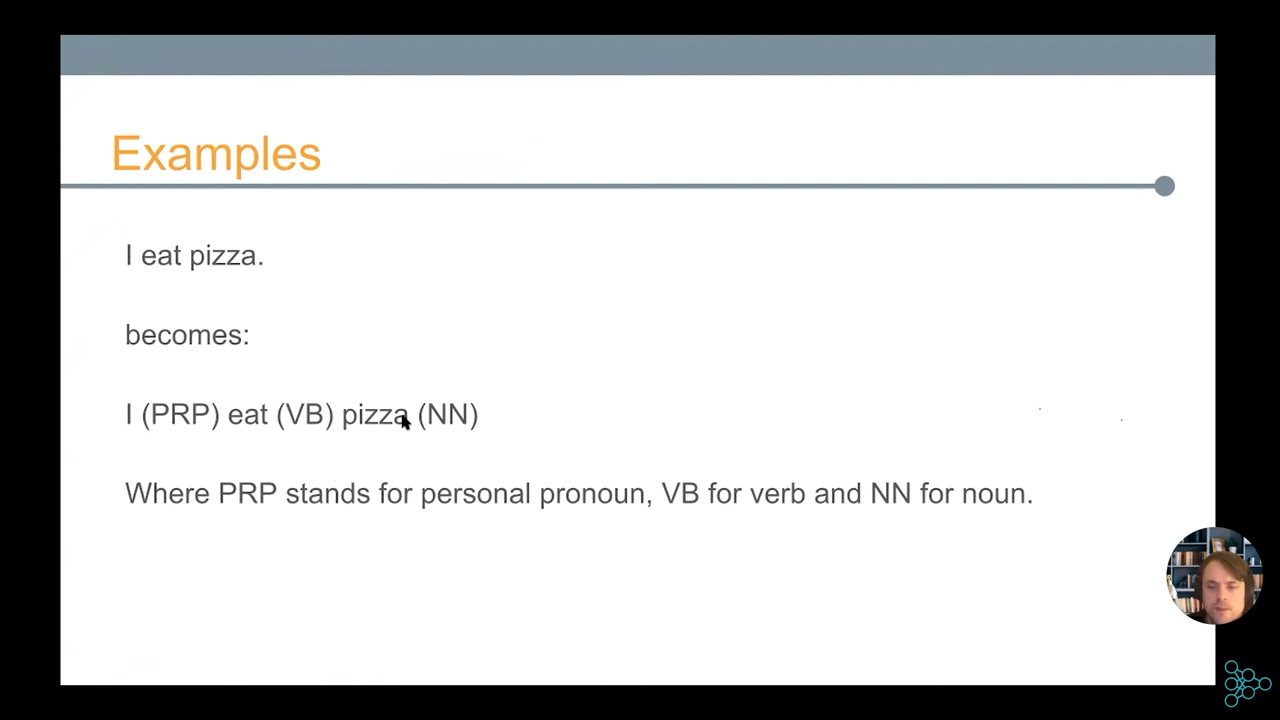 Examples
I eat pizza.
becomes:
I (PRP) eat (VB) pizza (NN)
Where PRP stands for personal pronoun, VB for verb and NN for noun.